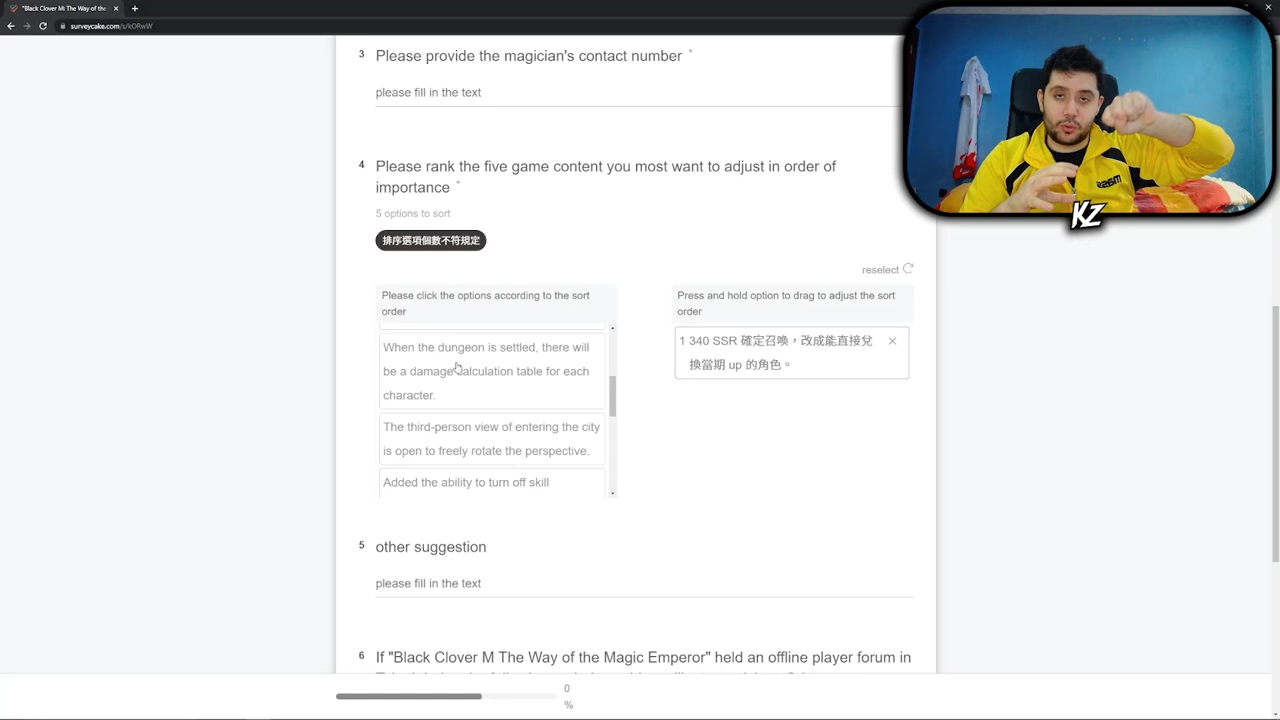 "Black Clover M: The Way of the
surveycake.com/s/kORwW
3 Please provide the magician's contact number *
please fill in the text
4 Please rank the five game content you most want to adjust in order of
importance *
5 options to sort
排序選項個數不符規定
reselect
Please click the options according to the sort
order
Press and hold option to drag to adjust the sort
order
When the dungeon is settled, there will
be a damage calculation table for each
character.
The third-person view of entering the city
is open to freely rotate the perspective.
Added the ability to turn off skill
1 340 SSR 確定召喚，改成能直接兌
換當期 up 的角色。
5 other suggestion
please fill in the text
6 If "Black Clover M The Way of the Magic Emperor" held an offline player forum in
0
%
KZ